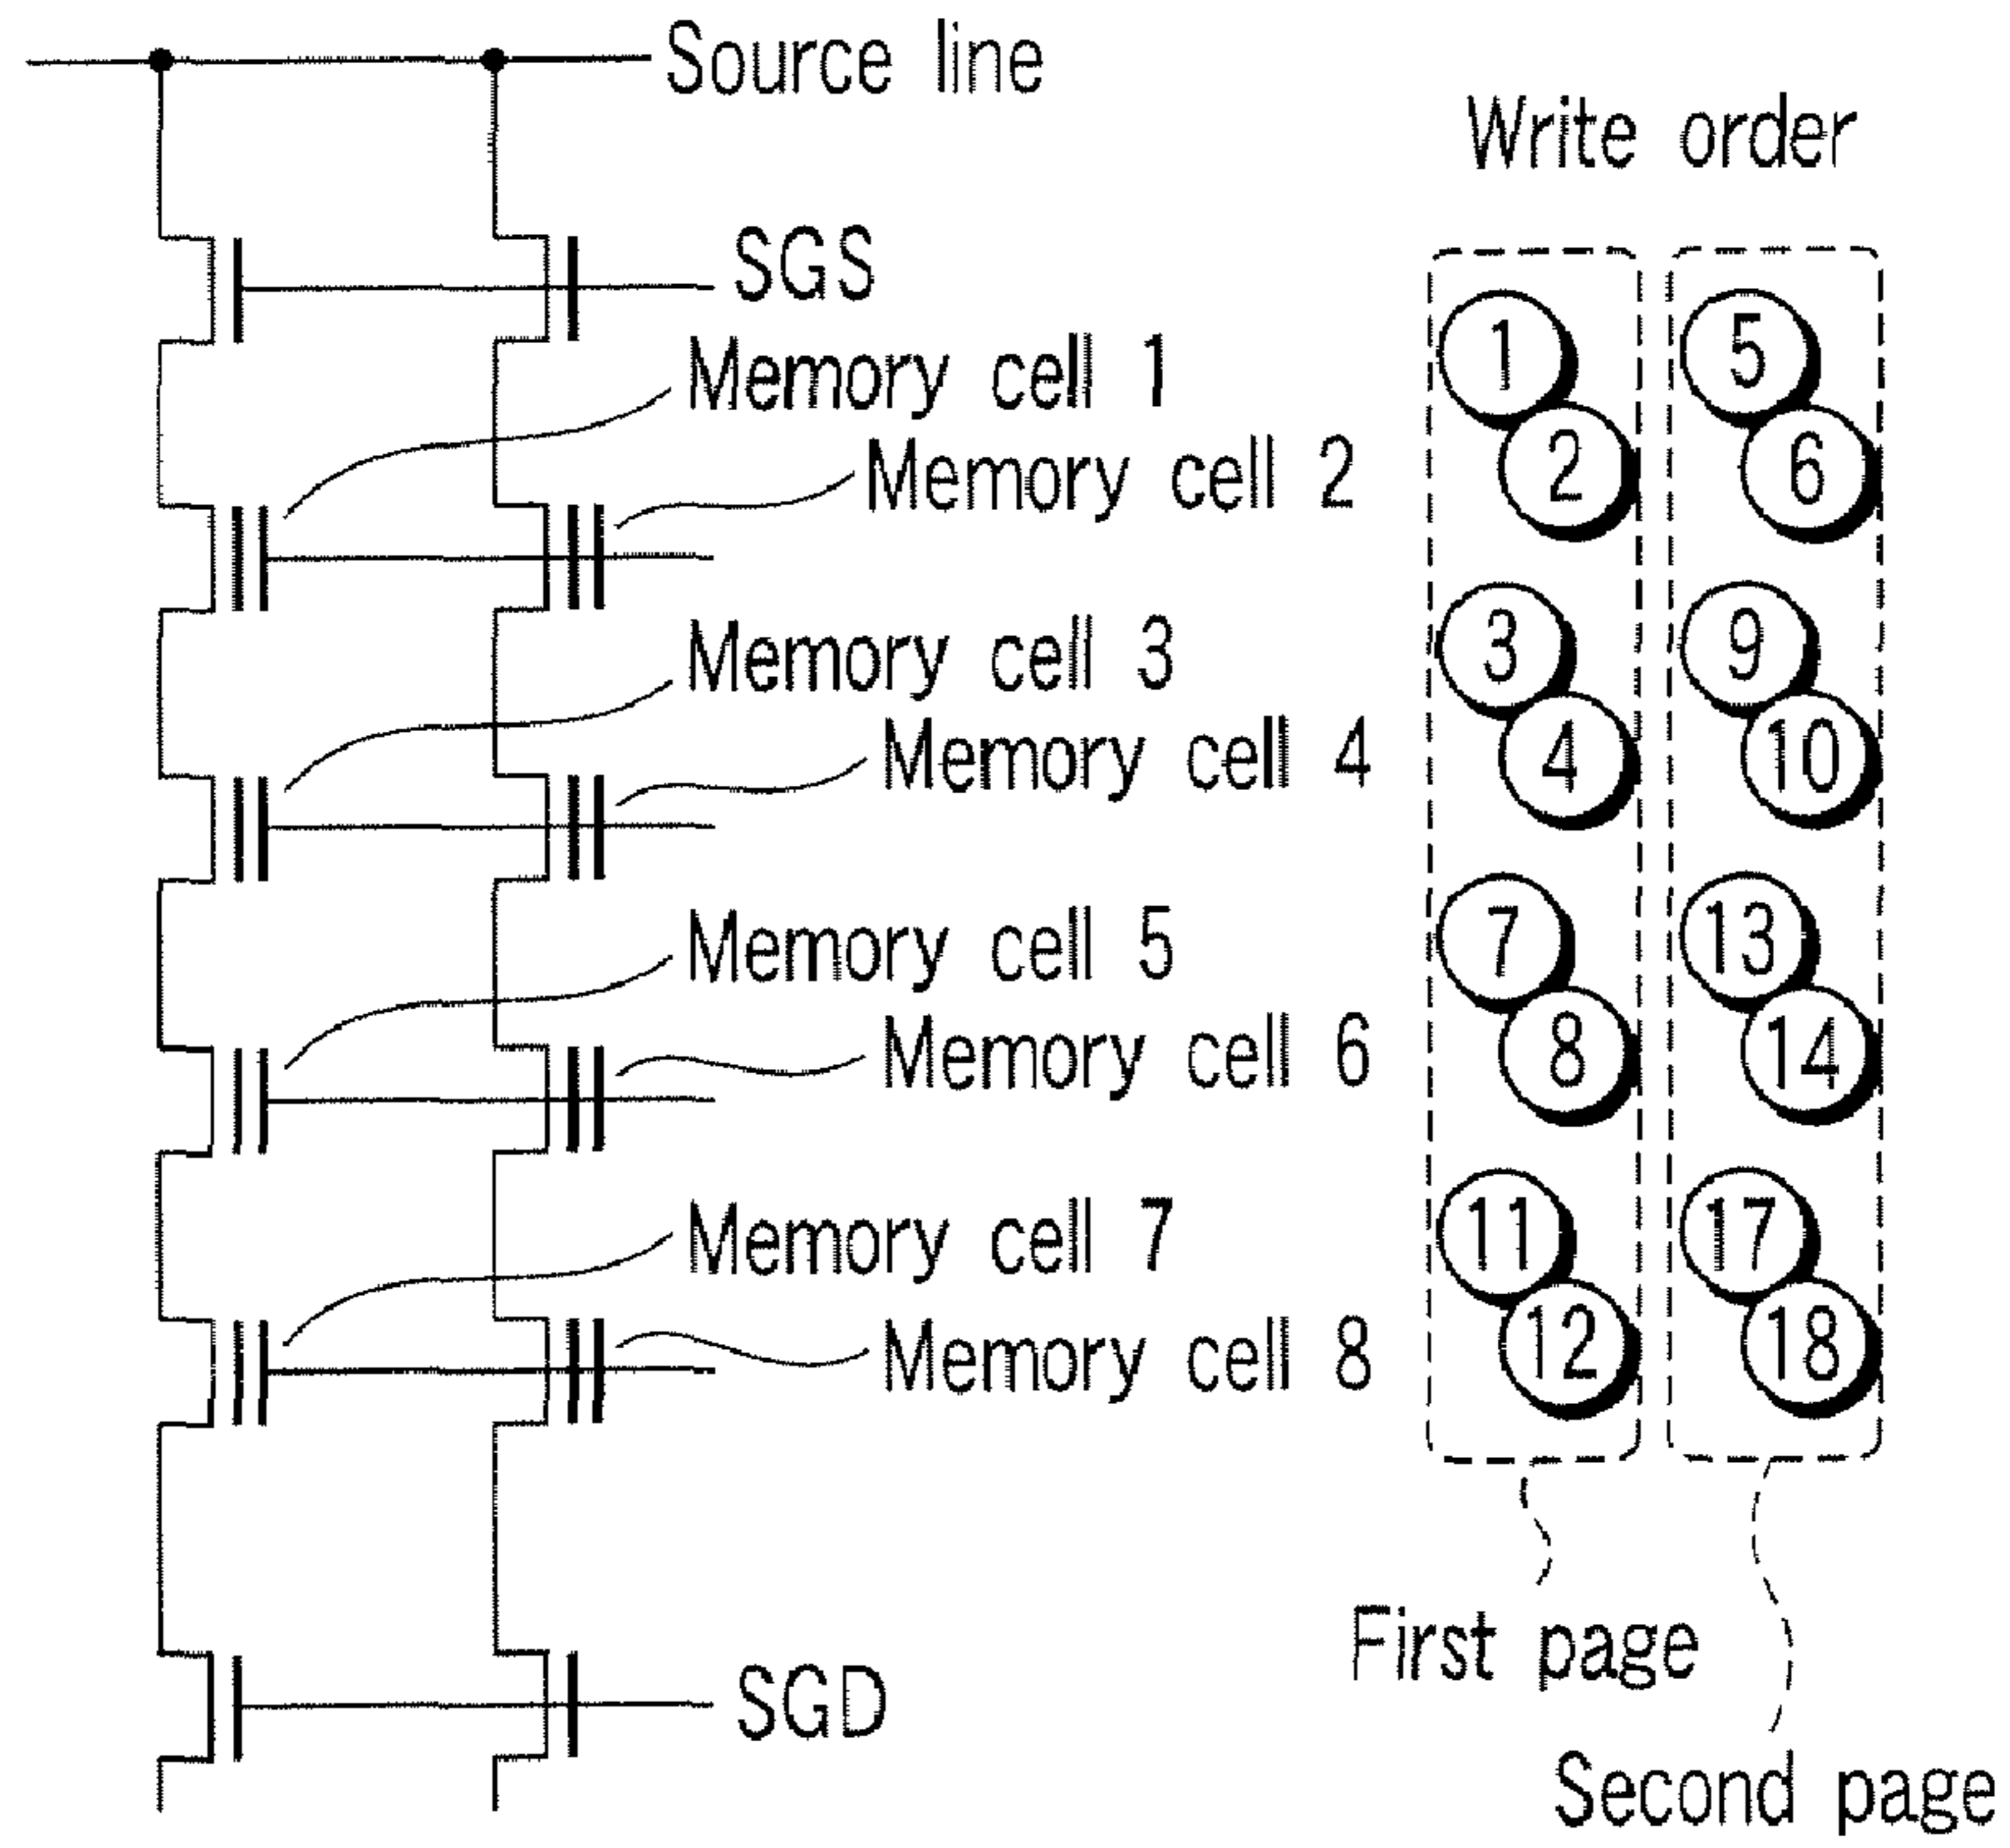 Source line
Write order
SGS
1 5
Memory cell 1
2 6
Memory cell 2
3 9
Memory cell 3
4 10
Memory cell 4
7 13
Memory cell 5
8 14
Memory cell 6
11 17
Memory cell 7
12 18
Memory cell 8
First page
SGD
Second page